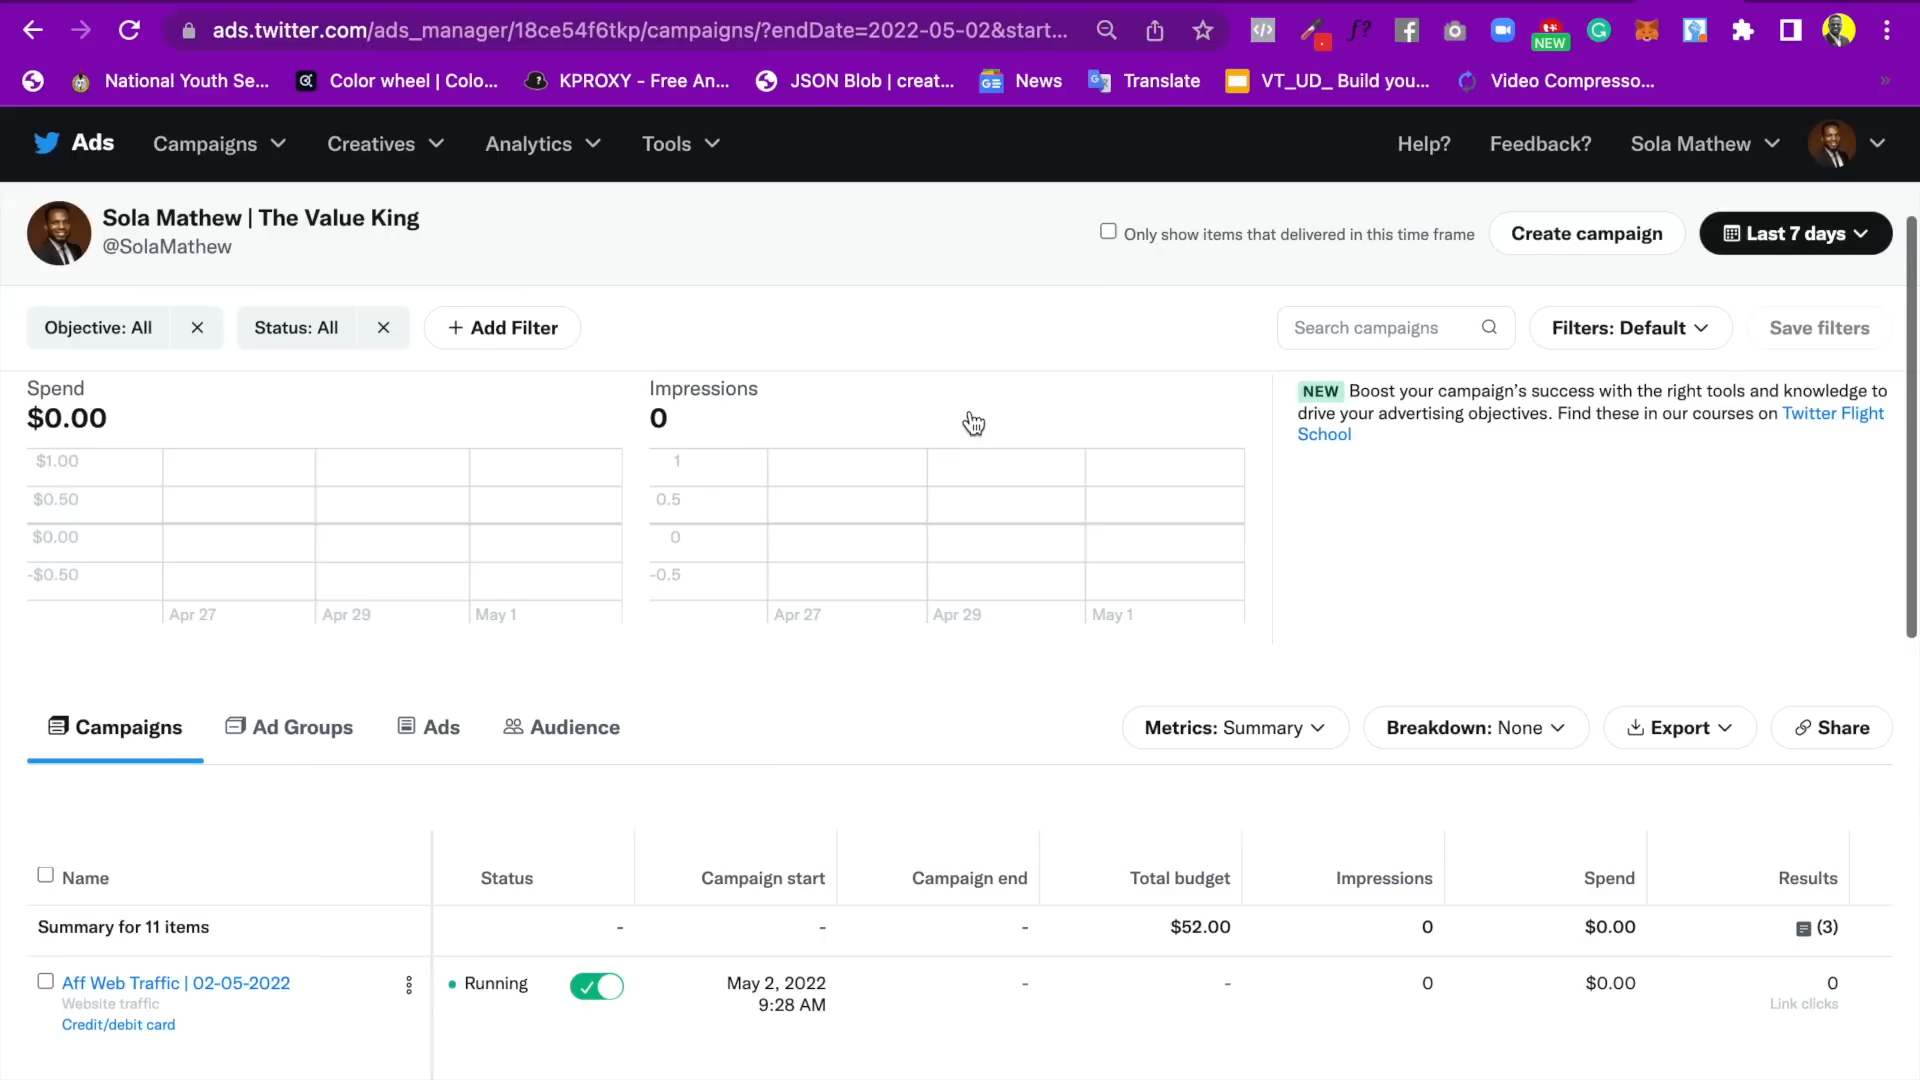 ads.twitter.com/ads_manager/18ce54f6tkp/campaigns/?endDate=2022-05-02&start...
NEW
National Youth Se...
Color wheel | Colo...
KPROXY - Free An...
JSON Blob | creat...
News
Translate
VT_UD_ Build you...
Video Compresso...
»
Ads
Campaigns
Creatives
Analytics
Tools
Help?
Feedback?
Sola Mathew
Sola Mathew | The Value King
@SolaMathew
Only show items that delivered in this time frame
Create campaign
Last 7 days
Objective: All
Status: All
+ Add Filter
Search campaigns
Filters: Default
Save filters
Spend
$0.00
$1.00
$0.50
$0.00
-$0.50
Apr 27
Apr 29
May 1
Impressions
0
1
0.5
0
-0.5
Apr 27
Apr 29
May 1
NEW Boost your campaign's success with the right tools and knowledge to
drive your advertising objectives. Find these in our courses on Twitter Flight
School
Campaigns
Ad Groups
Ads
Audience
Metrics: Summary
Breakdown: None
Export
Share
Name
Status
Campaign start
Campaign end
Total budget
Impressions
Spend
Results
Summary for 11 items
-
-
-
$52.00
0
$0.00
(3)
Aff Web Traffic | 02-05-2022
Website traffic
Credit/debit card
Running
May 2, 2022
9:28 AM
-
-
0
$0.00
0
Link clicks